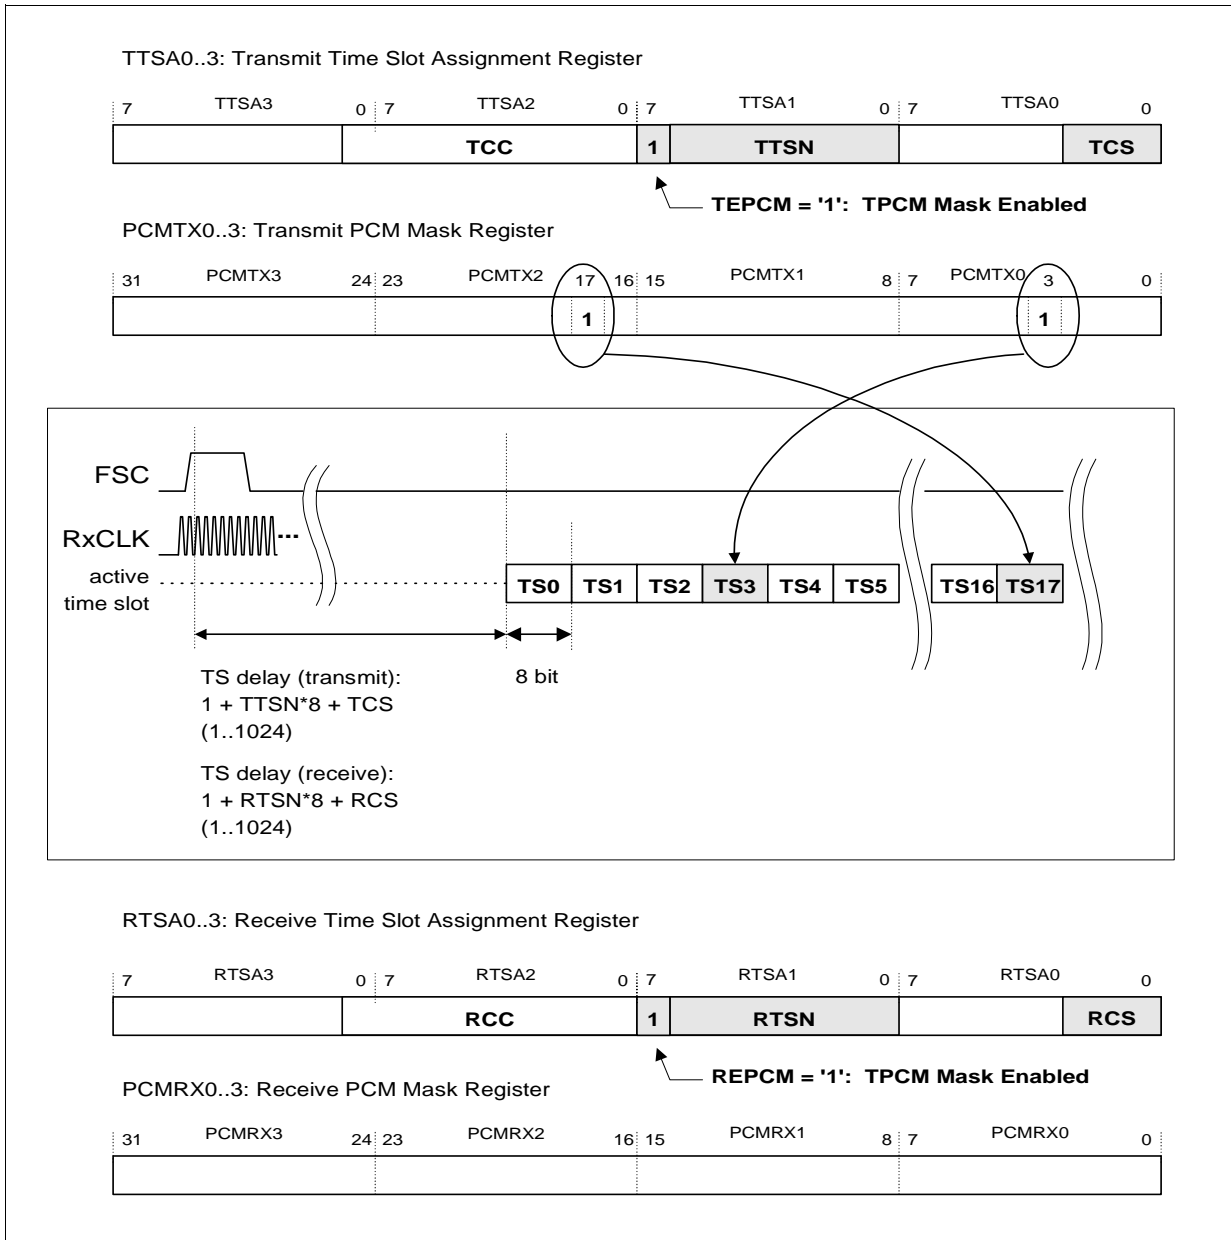 TTSA0..3: Transmit Time Slot Assignment Register
7 TTSA3 0 7 TTSA2 0 7 TTSA1 0 7 TTSA0 0
TCC 1 TTSN TCS
TEPCM = '1': TPCM Mask Enabled
PCMTX0..3: Transmit PCM Mask Register
31 PCMTX3 24 23 PCMTX2 17 16 15 PCMTX1 8 7 PCMTX0 3 0
1 1
FSC
RxCLK ...
active
time slot
TS0 TS1 TS2 TS3 TS4 TS5 TS16 TS17
TS delay (transmit): 8 bit
1 + TTSN*8 + TCS
(1..1024)
TS delay (receive):
1 + RTSN*8 + RCS
(1..1024)
RTSA0..3: Receive Time Slot Assignment Register
7 RTSA3 0 7 RTSA2 0 7 RTSA1 0 7 RTSA0 0
RCC 1 RTSN RCS
REPCM = '1': TPCM Mask Enabled
PCMRX0..3: Receive PCM Mask Register
31 PCMRX3 24 23 PCMRX2 16 15 PCMRX1 8 7 PCMRX0 0